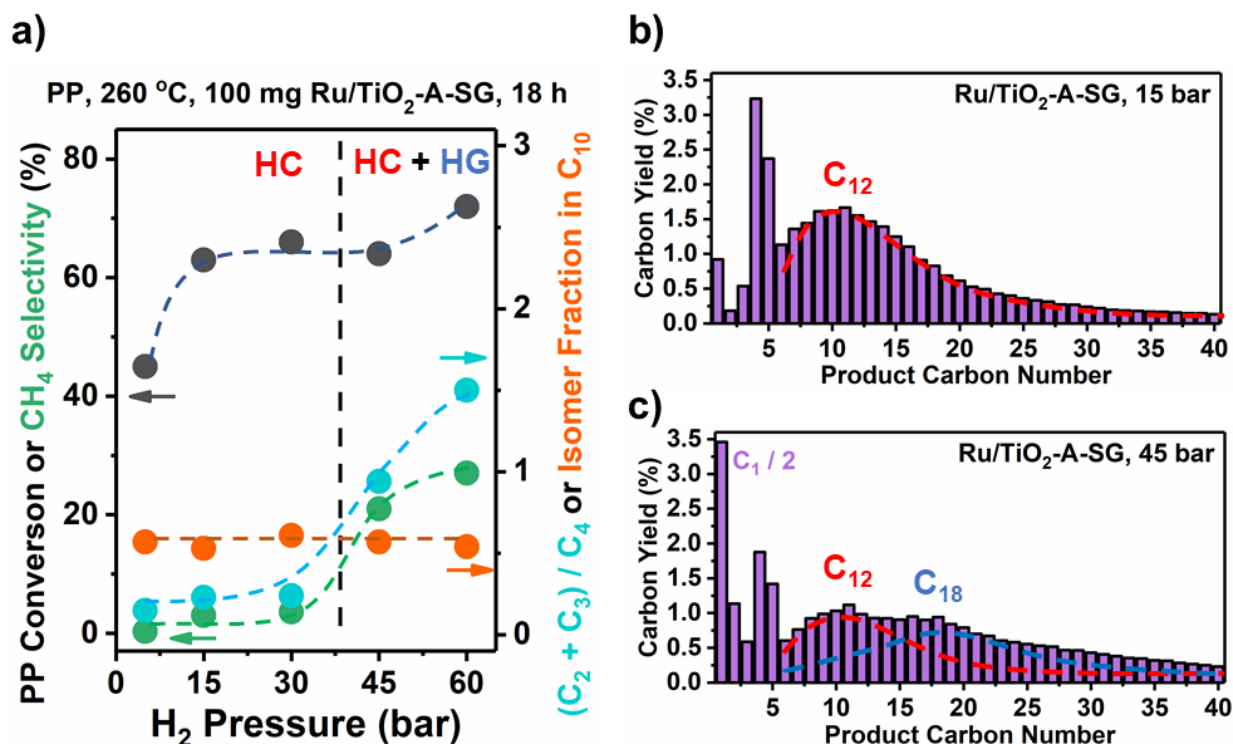 a)
PP, 260 °C, 100 mg Ru/TiO₂-A-SG, 18 h
PP Converson or CH₄ Selectivity (%)
80
60
40
20
0
HC
HC + HG
3
2
1
0
(C₂ + C₃) / C₄ or Isomer Fraction in C₁₀
0
15
30
45
60
H₂ Pressure (bar)
b)
Ru/TiO₂-A-SG, 15 bar
Carbon Yield (%)
3.5
3.0
2.5
2.0
1.5
1.0
0.5
0.0
C₁₂
5
10
15
20
25
30
35
40
Product Carbon Number
c)
Ru/TiO₂-A-SG, 45 bar
Carbon Yield (%)
3.5
3.0
2.5
2.0
1.5
1.0
0.5
0.0
C₁ / 2
C₁₂
C₁₈
5
10
15
20
25
30
35
40
Product Carbon Number